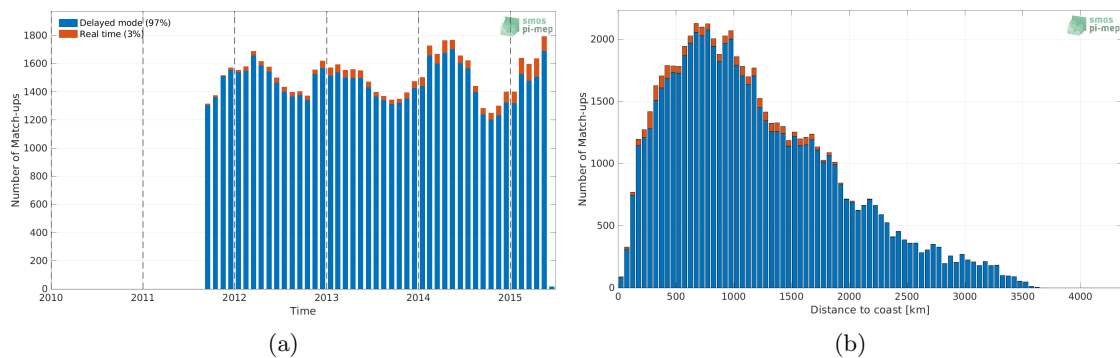 Delayed mode (97%)
Real time (3%)
smos
pi-mep
Number of Match-ups
1800
1600
1400
1200
1000
800
600
400
200
0
2010
2011
2012
2013
2014
2015
Time
(a)
smos
pi-mep
Number of Match-ups
2000
1500
1000
500
0
0
500
1000
1500
2000
2500
3000
3500
4000
Distance to coast [km]
(b)